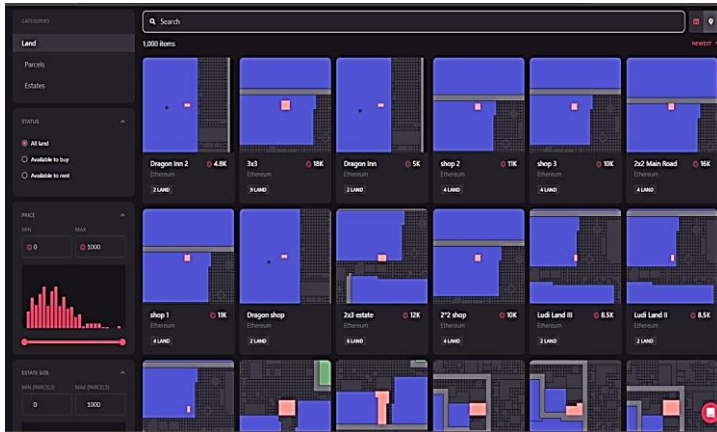 CATEGORIES
Land
Parcels
Estates
STATUS
All land
Available to buy
Available to rent
PRICE
MIN MAX
0 1000
ESTATE SIZE
MIN (PARCELS) MAX (PARCELS)
0 1000
Search
1,000 items
NEWEST
Dragon Inn 2 4.8K
Ethereum
2 LAND
3x3 18K
Ethereum
9 LAND
Dragon Inn 5K
Ethereum
2 LAND
shop 2 11K
Ethereum
4 LAND
shop 3 10K
Ethereum
4 LAND
2x2 Main Road 16K
Ethereum
4 LAND
shop 1 11K
Ethereum
4 LAND
Dragon shop
Ethereum
2 LAND
2x3 estate 12K
Ethereum
6 LAND
2*2 shop 10K
Ethereum
4 LAND
Ludi Land III 8.5K
Ethereum
2 LAND
Ludi Land II 8.5K
Ethereum
2 LAND